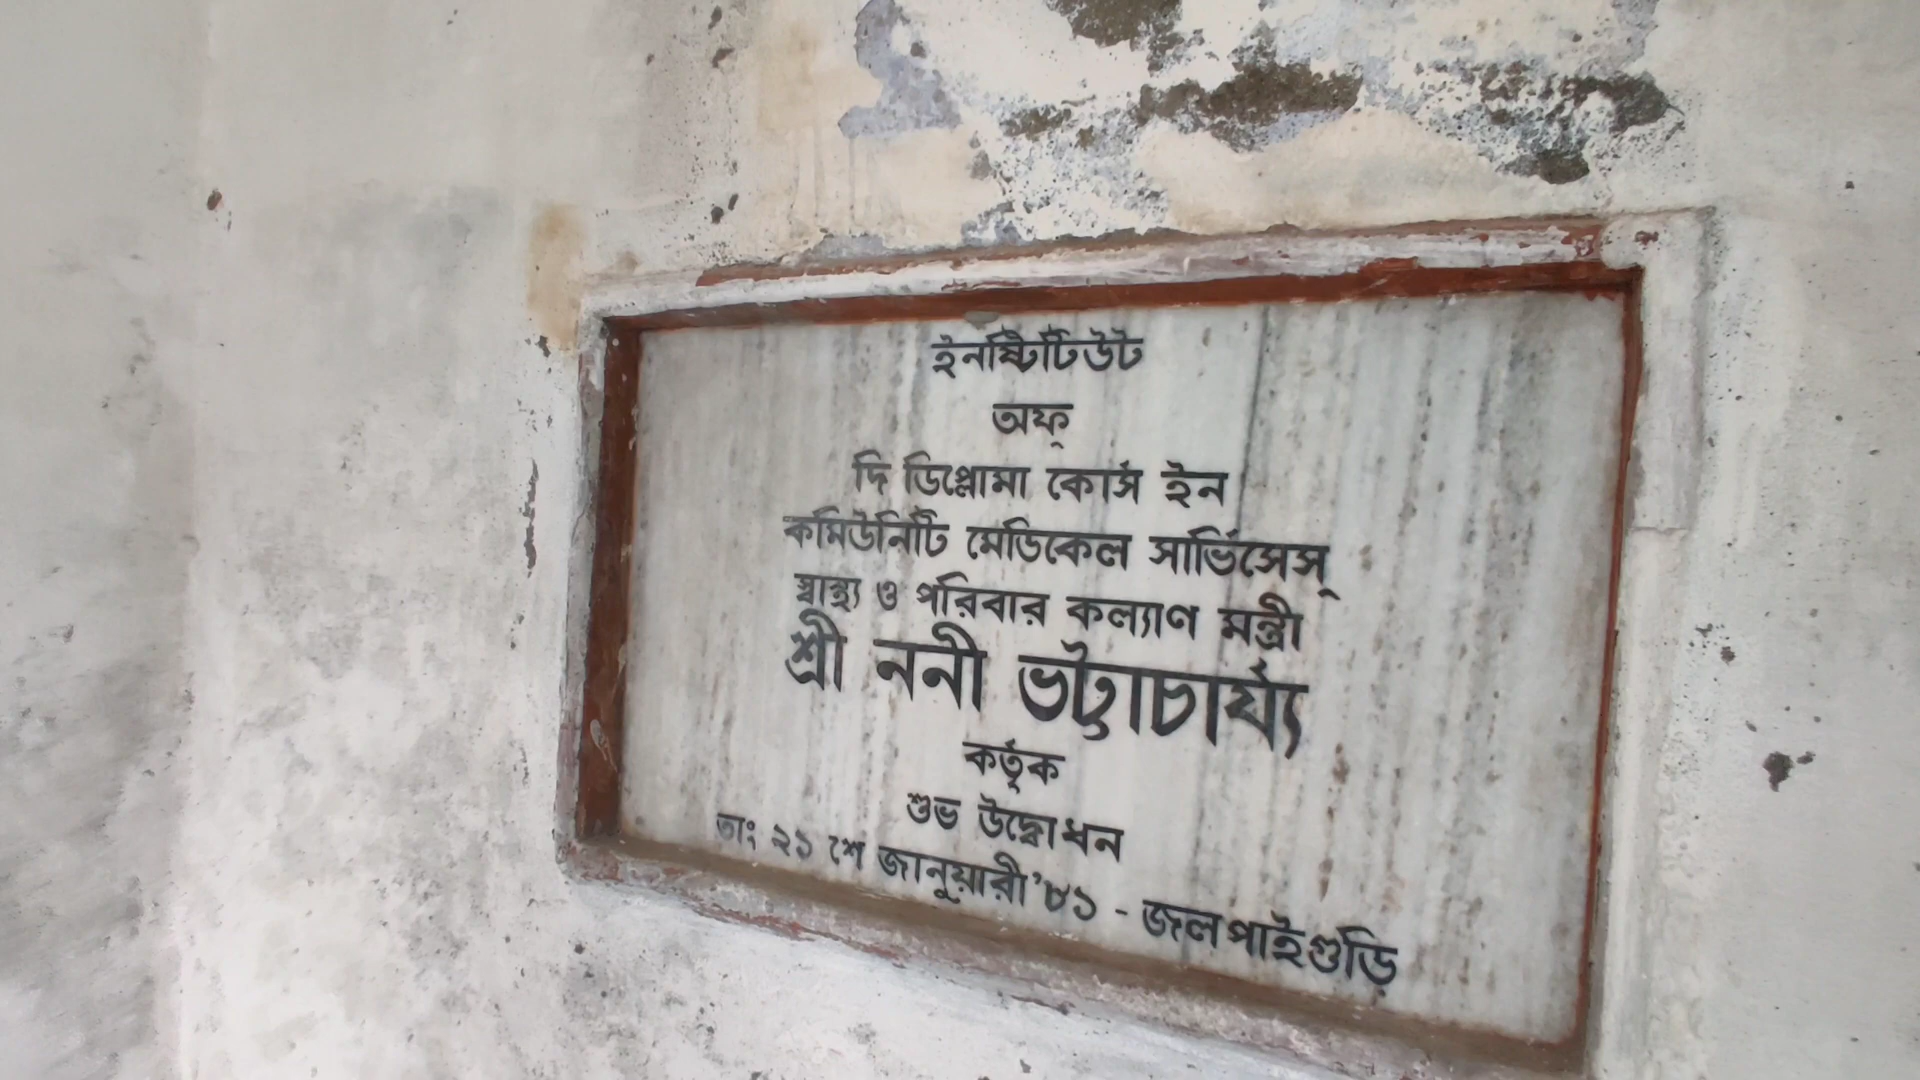 ইনষ্টিটিউট
অফ্
দি ডিপ্লোমা কোর্স ইন
কমিউনিটি মেডিকেল সার্ভিসেস্
স্বাস্থ্য ও পরিবার কল্যাণ মন্ত্রী
শ্রী ননী ভট্টাচার্য্য
কর্তৃক
শুভ উদ্বোধন
তাং ২১ শে জানুয়ারী'৮১ - জলপাইগুড়ি